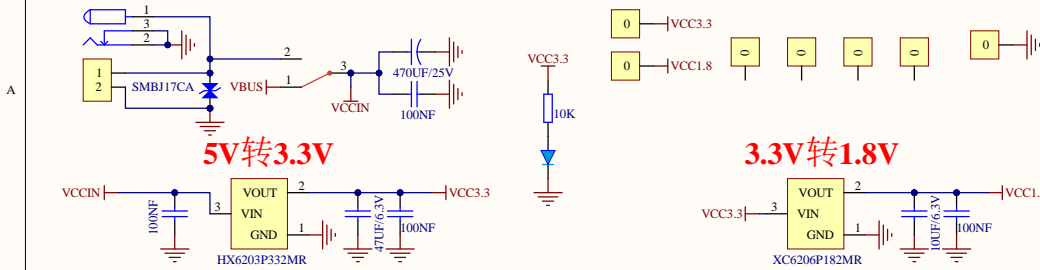 1
3
2
1
2
SMBJ17CA
2
VBUS
1
3
VCCIN
470UF/25V
100NF
VCC3.3
10K
0
VCC3.3
0
VCC1.8
0
0
0
0
0
A
5V转3.3V
3.3V转1.8V
VCCIN
100NF
3
VOUT
VIN
GND
2
1
HX6203P332MR
47UF/6.3V
100NF
VCC3.3
VCC3.3
3
VOUT
VIN
GND
2
1
XC6206P182MR
10UF/6.3V
100NF
VCC1.